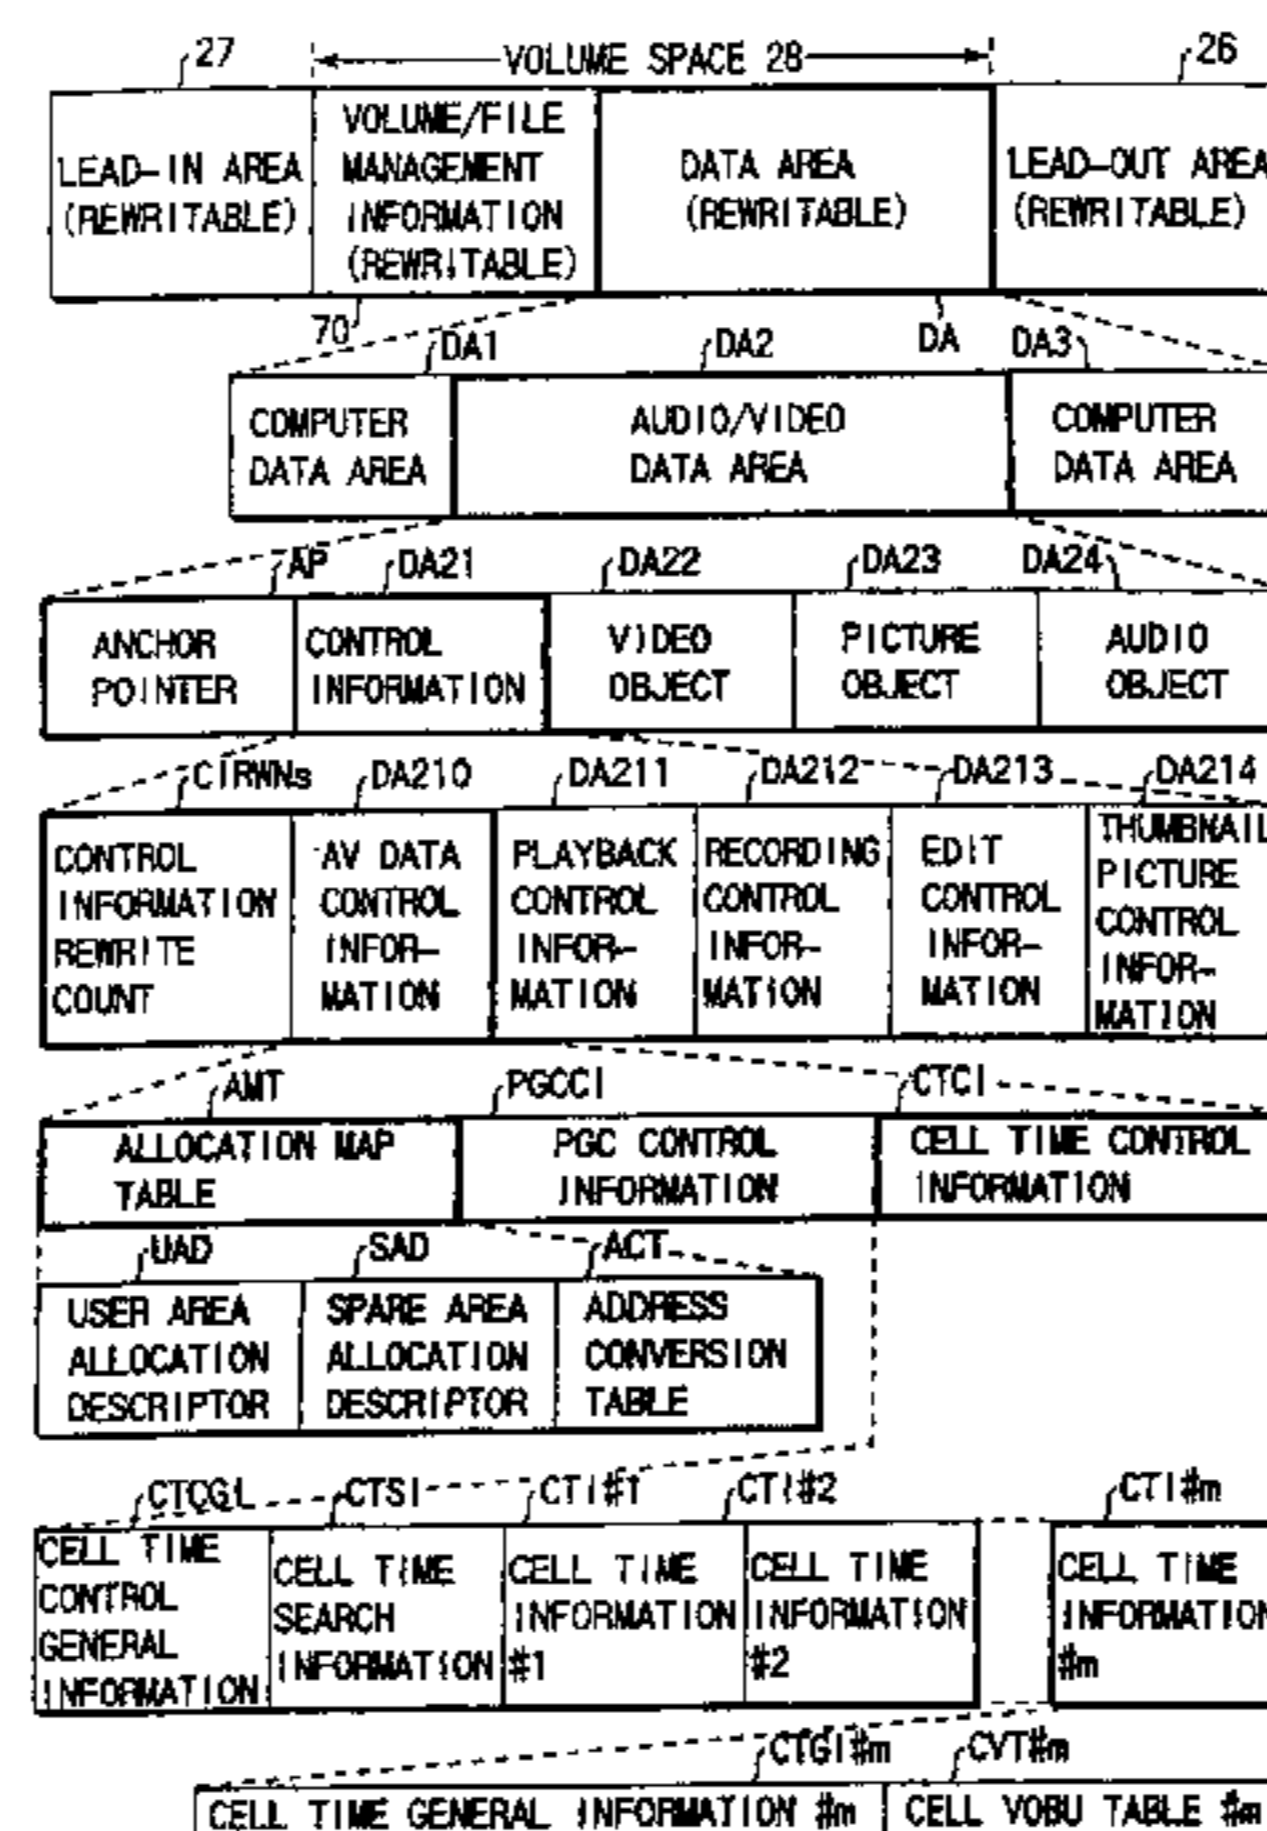 27
VOLUME SPACE 28
26
LEAD-IN AREA
(REWRITABLE)
VOLUME/FILE
MANAGEMENT
INFORMATION
(REWRITABLE)
DATA AREA
(REWRITABLE)
LEAD-OUT AREA
(REWRITABLE)
70
DA1
DA2
DA
DA3
COMPUTER
DATA AREA
AUDIO/VIDEO
DATA AREA
COMPUTER
DATA AREA
AP
DA21
DA22
DA23
DA24
ANCHOR
POINTER
CONTROL
INFORMATION
VIDEO
OBJECT
PICTURE
OBJECT
AUDIO
OBJECT
CIRWNs
DA210
DA211
DA212
DA213
DA214
CONTROL
INFORMATION
REWRITE
COUNT
AV DATA
CONTROL
INFOR-
MATION
PLAYBACK
CONTROL
INFOR-
MATION
RECORDING
CONTROL
INFOR-
MATION
EDIT
CONTROL
INFOR-
MATION
THUMBNAIL
PICTURE
CONTROL
INFOR-
MATION
AMT
PGCCI
CTCI
ALLOCATION MAP
TABLE
PGC CONTROL
INFORMATION
CELL TIME CONTROL
INFORMATION
UAD
SAD
ACT
USER AREA
ALLOCATION
DESCRIPTOR
SPARE AREA
ALLOCATION
DESCRIPTOR
ADDRESS
CONVERSION
TABLE
CTCGI
CTSI
CTI#1
CTI#2
CTI#m
CELL TIME
CONTROL
GENERAL
INFORMATION
CELL TIME
SEARCH
INFORMATION
CELL TIME
INFORMATION
#1
CELL TIME
INFORMATION
#2
CELL TIME
INFORMATION
#m
CTGI#m
CVT#m
CELL TIME GENERAL INFORMATION #m
CELL VOBU TABLE #m